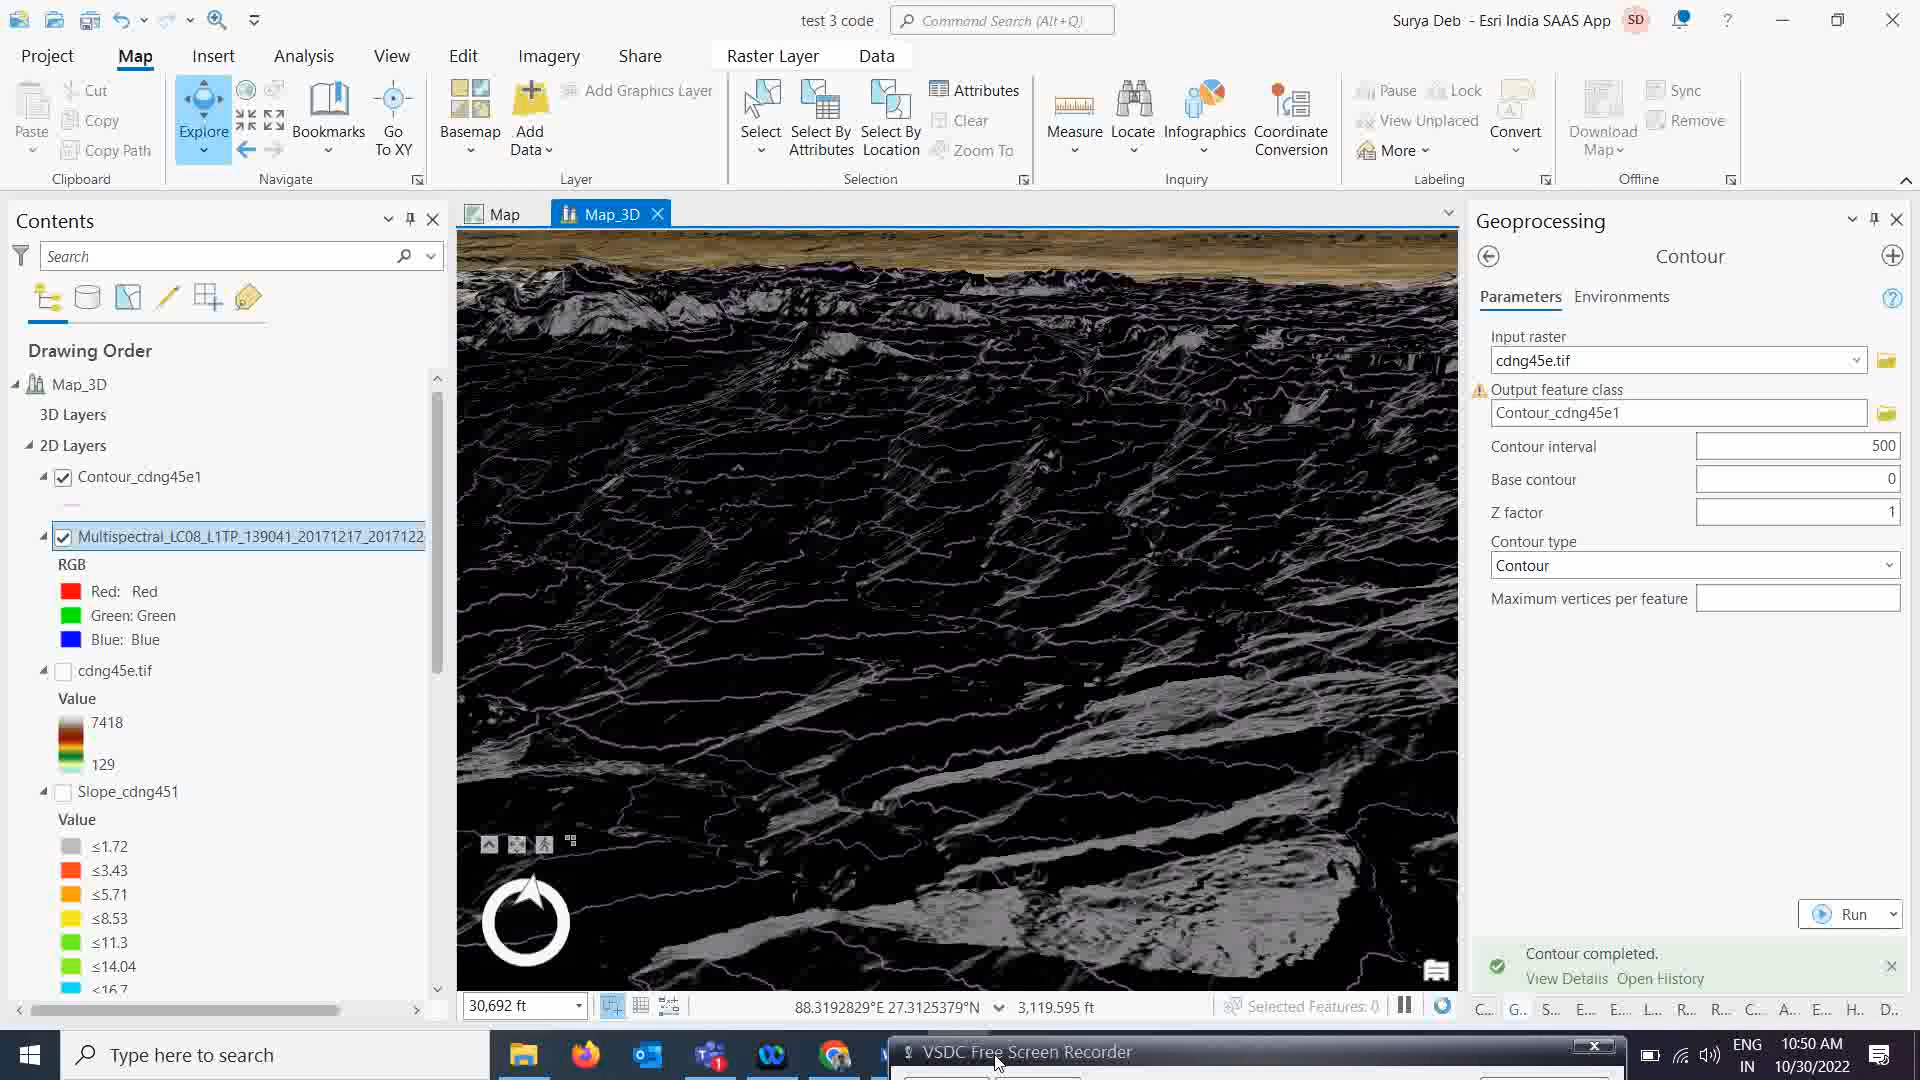 test 3 code
Command Search (Alt+Q)
Surya Deb - Esri India SAAS App
SD
?
Project
Map
Insert
Analysis
View
Edit
Imagery
Share
Raster Layer
Data
Paste
Cut
Copy
Copy Path
Clipboard
Explore
Bookmarks
Go
To XY
Navigate
Basemap
Add
Data
Add Graphics Layer
Layer
Select
Select By
Attributes
Select By
Location
Attributes
Clear
Zoom To
Selection
Measure
Locate
Infographics
Coordinate
Conversion
Inquiry
Pause
Lock
View Unplaced
More
Convert
Labeling
Download
Map
Sync
Remove
Offline
Contents
Search
Drawing Order
Map_3D
3D Layers
2D Layers
Contour_cdng45e1
Multispectral_LC08_L1TP_139041_20171217_2017122
RGB
Red: Red
Green: Green
Blue: Blue
cdng45e.tif
Value
7418
129
Slope_cdng451
Value
≤1.72
≤3.43
≤5.71
≤8.53
≤11.3
≤14.04
≤16.7
Map
Map_3D
30,692 ft
88.3192829°E 27.3125379°N
3,119.595 ft
Selected Features: 0
Geoprocessing
Contour
Parameters
Environments
?
Input raster
cdng45e.tif
Output feature class
Contour_cdng45e1
Contour interval
500
Base contour
0
Z factor
1
Contour type
Contour
Maximum vertices per feature
Run
Contour completed.
View Details Open History
C... G.. S... E... E... L... R... R... C... A... E... H.. D..
Type here to search
1
VSDC Free Screen Recorder
ENG
IN
10:50 AM
10/30/2022